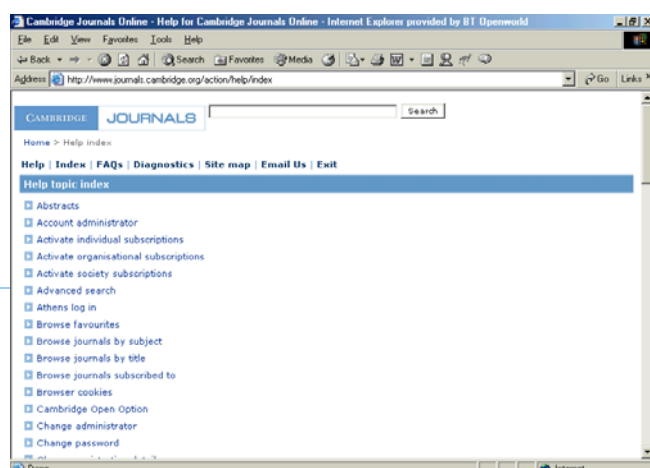 Cambridge Journals Online - Help for Cambridge Journals Online - Internet Explorer provided by BT Openworld
File Edit View Favorites Tools Help
Back Search Favorites Media
Address http://www.journals.cambridge.org/action/help/index Go Links
CAMBRIDGE JOURNALS Search
Home > Help index
Help | Index | FAQs | Diagnostics | Site map | Email Us | Exit
Help topic index
Abstracts
Account administrator
Activate individual subscriptions
Activate organisational subscriptions
Activate society subscriptions
Advanced search
Athens log in
Browse favourites
Browse journals by subject
Browse journals by title
Browse journals subscribed to
Browser cookies
Cambridge Open Option
Change administrator
Change password